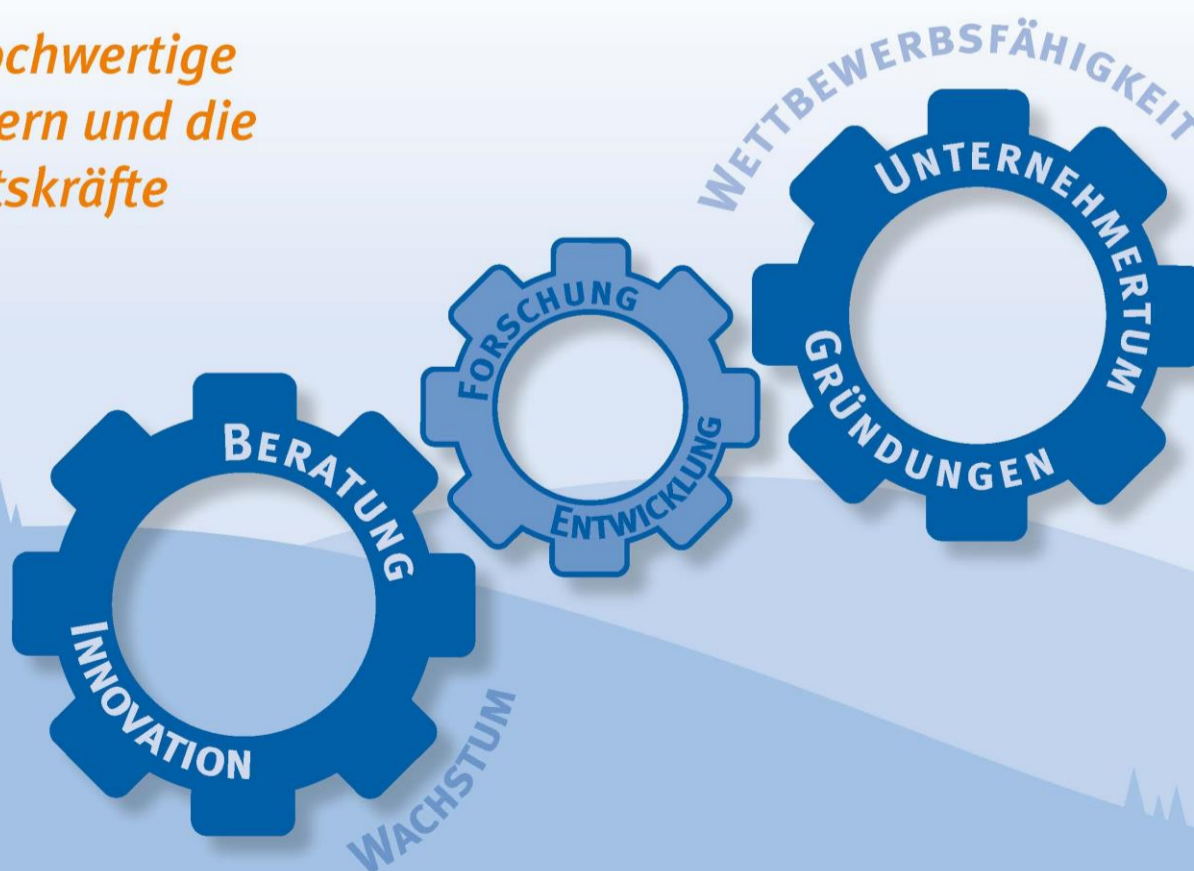 ochwertige
ern und die
tskräfte
WETTBEWERBSFÄHIGKEIT
UNTERNEHMERTUM
GRÜNDUNGEN
FORSCHUNG
ENTWICKLUNG
BERATUNG
INNOVATION
WACHSTUM